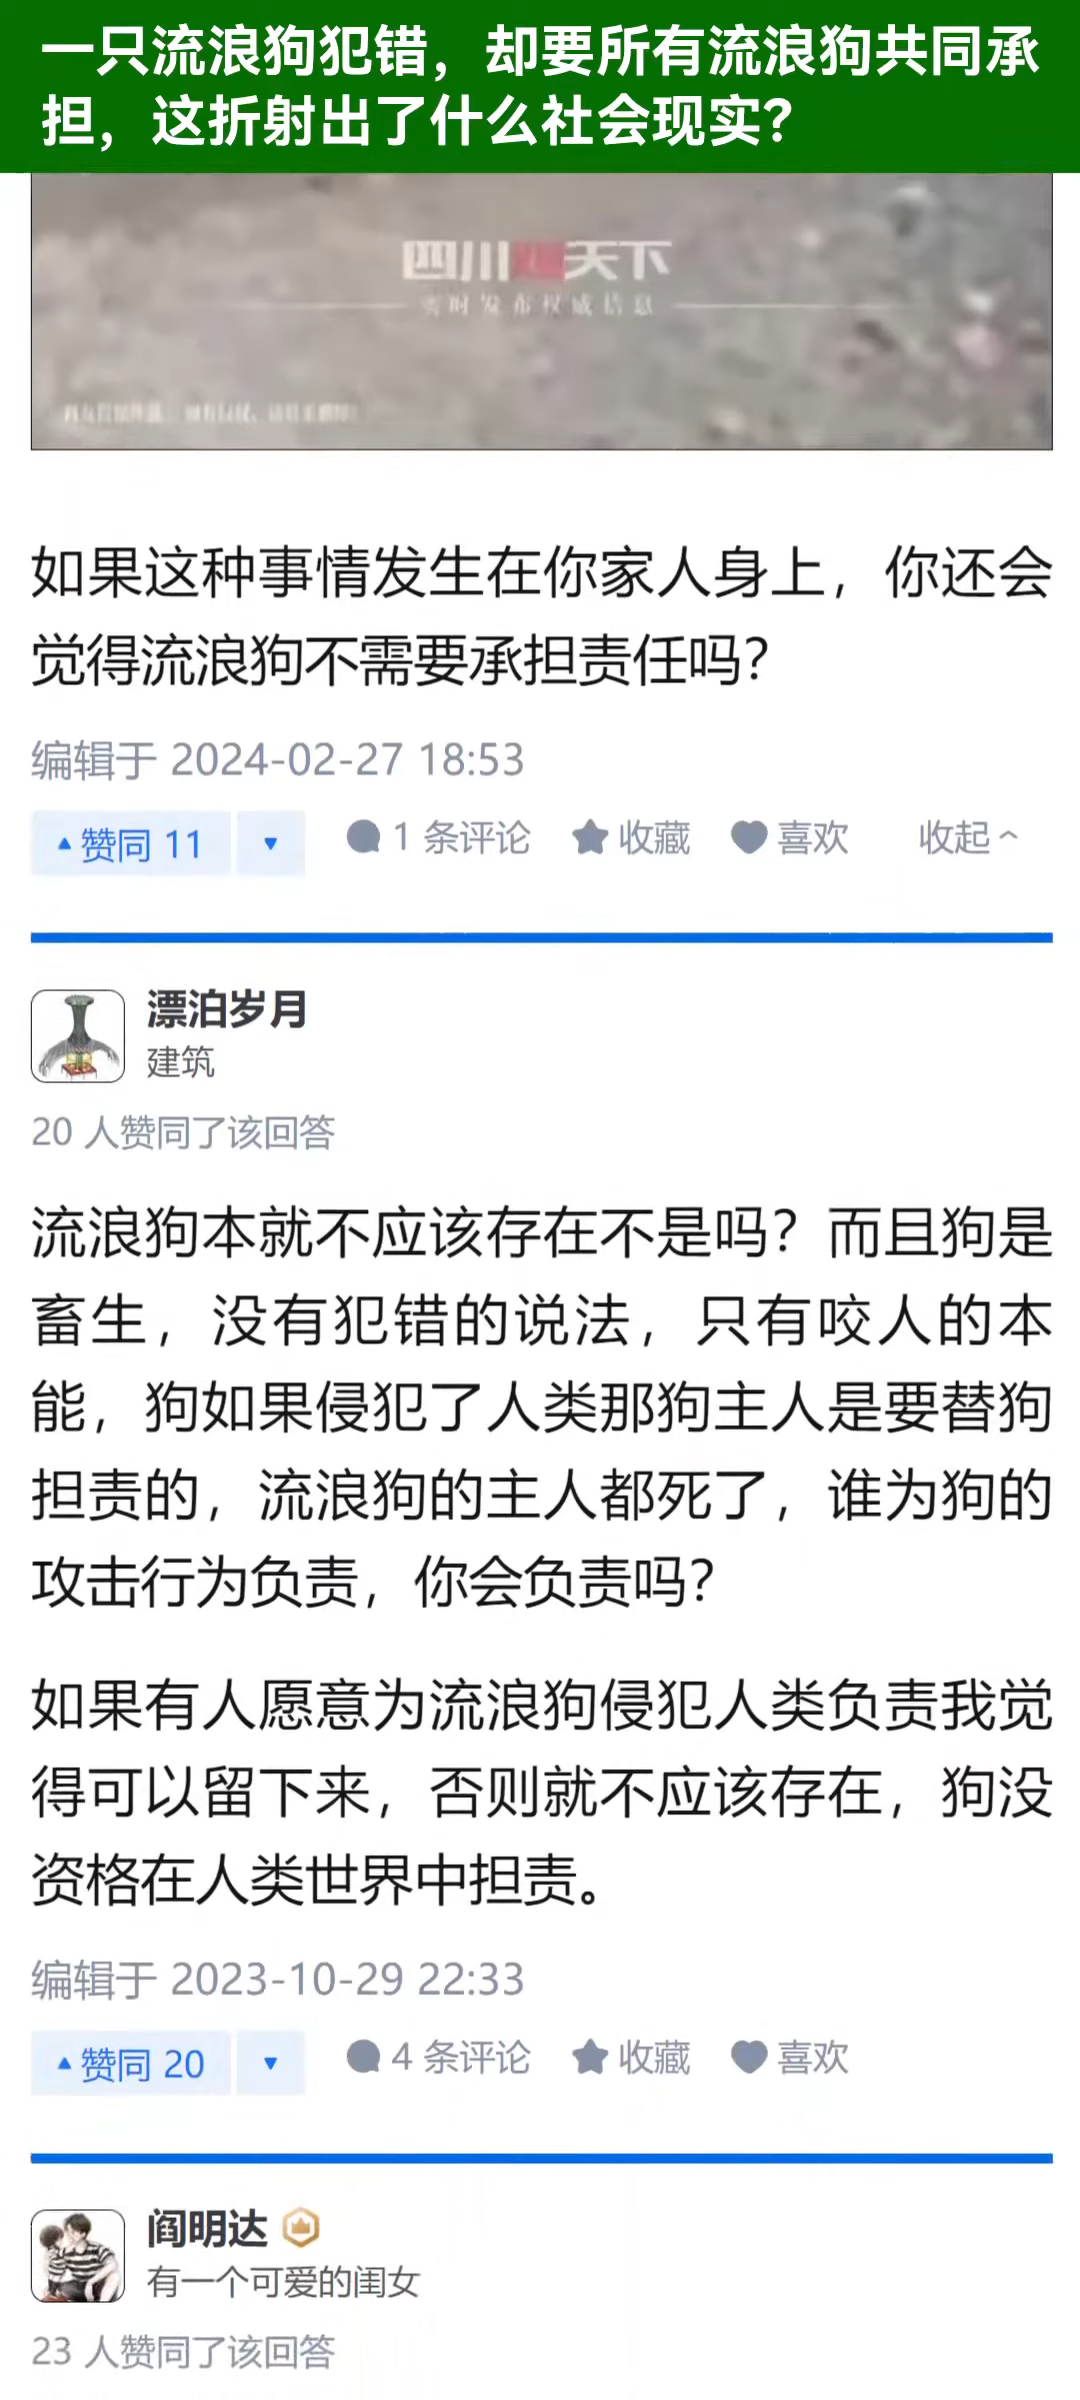 一只流浪狗犯错，却要所有流浪狗共同承
担，这折射出了什么社会现实？
四川观天下
实时发布权威信息
如果这种事情发生在你家人身上，你还会
觉得流浪狗不需要承担责任吗？
编辑于 2024-02-27 18:53
赞同 11 1 条评论 收藏 喜欢 收起
漂泊岁月
建筑
20 人赞同了该回答
流浪狗本就不应该存在不是吗？而且狗是
畜生，没有犯错的说法，只有咬人的本
能，狗如果侵犯了人类那狗主人是要替狗
担责的，流浪狗的主人都死了，谁为狗的
攻击行为负责，你会负责吗？
如果有人愿意为流浪狗侵犯人类负责我觉
得可以留下来，否则就不应该存在，狗没
资格在人类世界中担责。
编辑于 2023-10-29 22:33
赞同 20 4 条评论 收藏 喜欢
阎明达
有一个可爱的闺女
23 人赞同了该回答